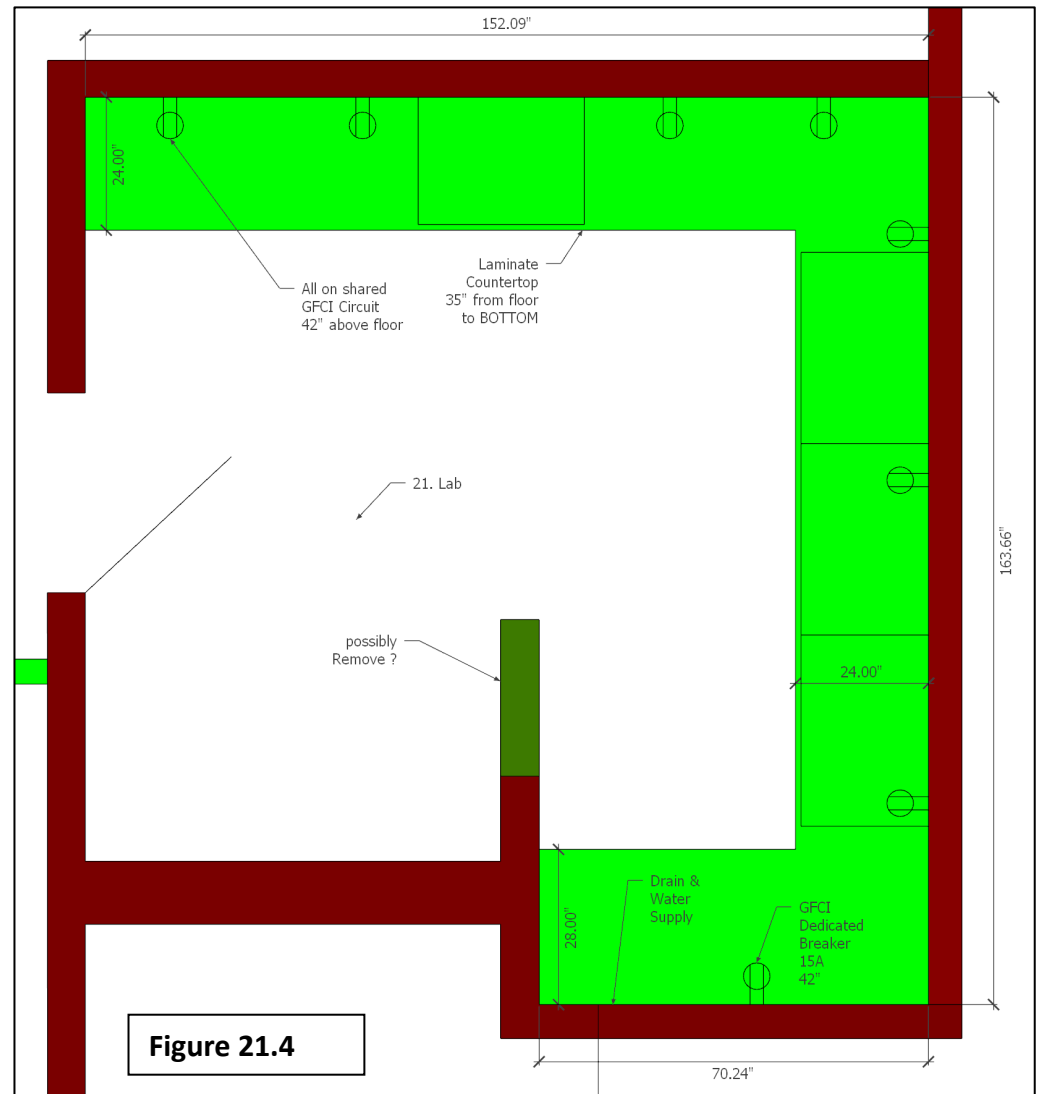 152.09"
24.00"
All on shared
GFCI Circuit
42" above floor
Laminate
Countertop
35" from floor
to BOTTOM
21. Lab
163.66"
possibly
Remove ?
24.00"
28.00"
Drain &
Water
Supply
GFCI
Dedicated
Breaker
15A
42"
Figure 21.4
70.24"